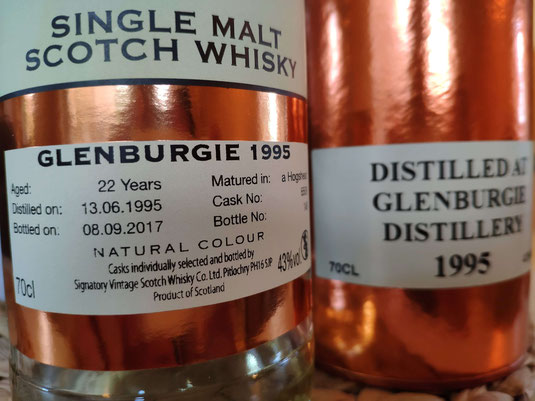 SINGLE MALT
SCOTCH WHISKY
GLENBURGIE 1995
Aged: 22 Years
Distilled on: 13.06.1995
Bottled on: 08.09.2017
Matured in: a Hogshead
Cask No:
Bottle No:
NATURAL COLOUR
Casks individually selected and bottled by
Signatory Vintage Scotch Whisky Co. Ltd. Pitlochry PH16 5JP
Product of Scotland
70cl
43%vol
DISTILLED AT
GLENBURGIE
DISTILLERY
1995
70CL